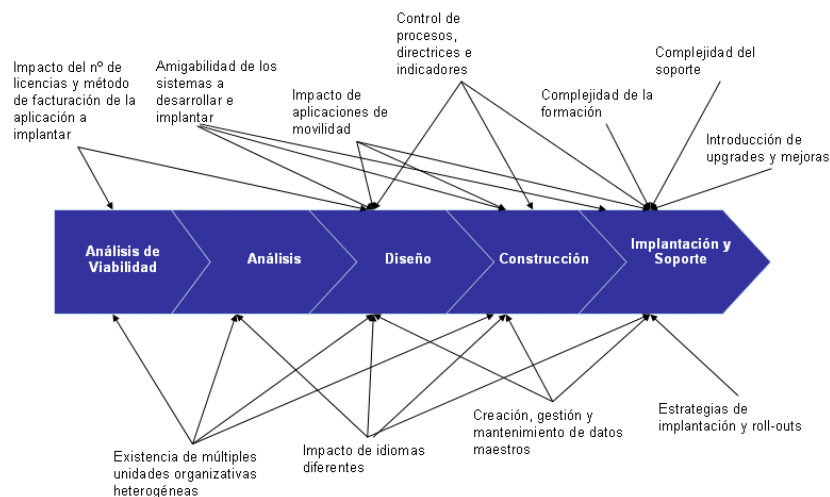 Control de
procesos,
directrices e
indicadores
Complejidad del
soporte
Impacto del nº de
licencias y método
de facturación de la
aplicación a
implantar
Amigabilidad de los
sistemas a
desarrollar e
implantar
Impacto de
aplicaciones de
movilidad
Complejidad de la
formación
Introducción de
upgrades y mejoras
Análisis de
Viabilidad
Análisis
Diseño
Construcción
Implantación y
Soporte
Existencia de múltiples
unidades organizativas
heterogéneas
Impacto de idiomas
diferentes
Creación, gestión y
mantenimiento de datos
maestros
Estrategias de
implantación y roll-outs